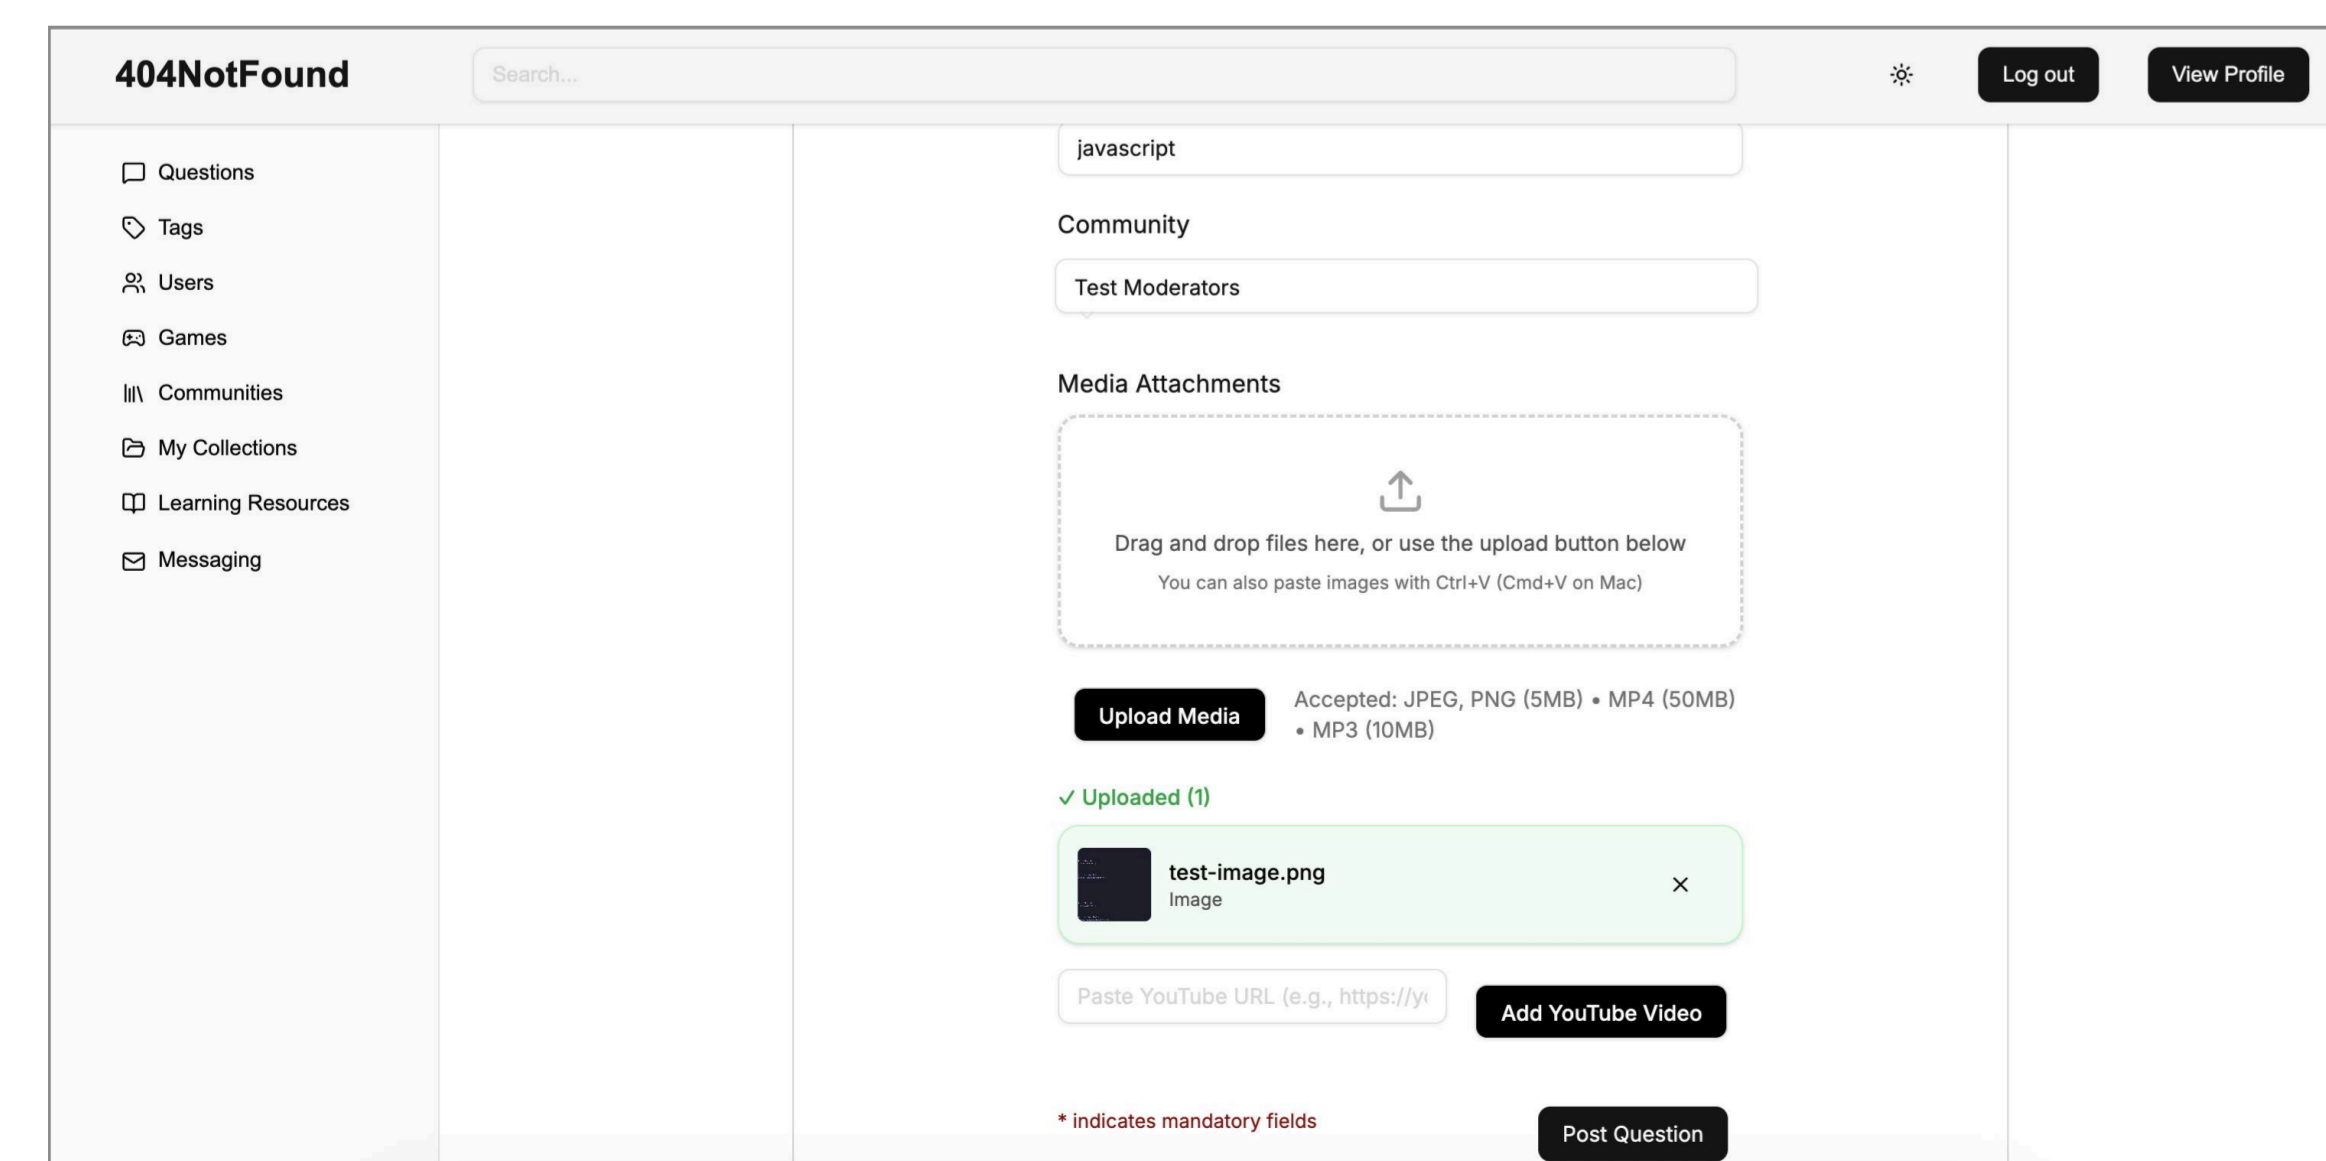 404NotFound
Search...
Log out
View Profile
Questions
Tags
Users
Games
Communities
My Collections
Learning Resources
Messaging
javascript
Community
Test Moderators
Media Attachments
Drag and drop files here, or use the upload button below
You can also paste images with Ctrl+V (Cmd+V on Mac)
Upload Media
Accepted: JPEG, PNG (5MB) • MP4 (50MB)
• MP3 (10MB)
✓ Uploaded (1)
test-image.png
Image
Paste YouTube URL (e.g., https://y
Add YouTube Video
* indicates mandatory fields
Post Question